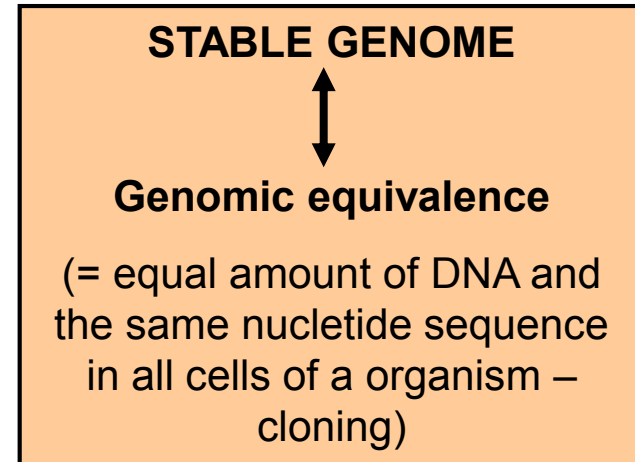 STABLE GENOME
Genomic equivalence
(= equal amount of DNA and
the same nucletide sequence
in all cells of a organism –
cloning)